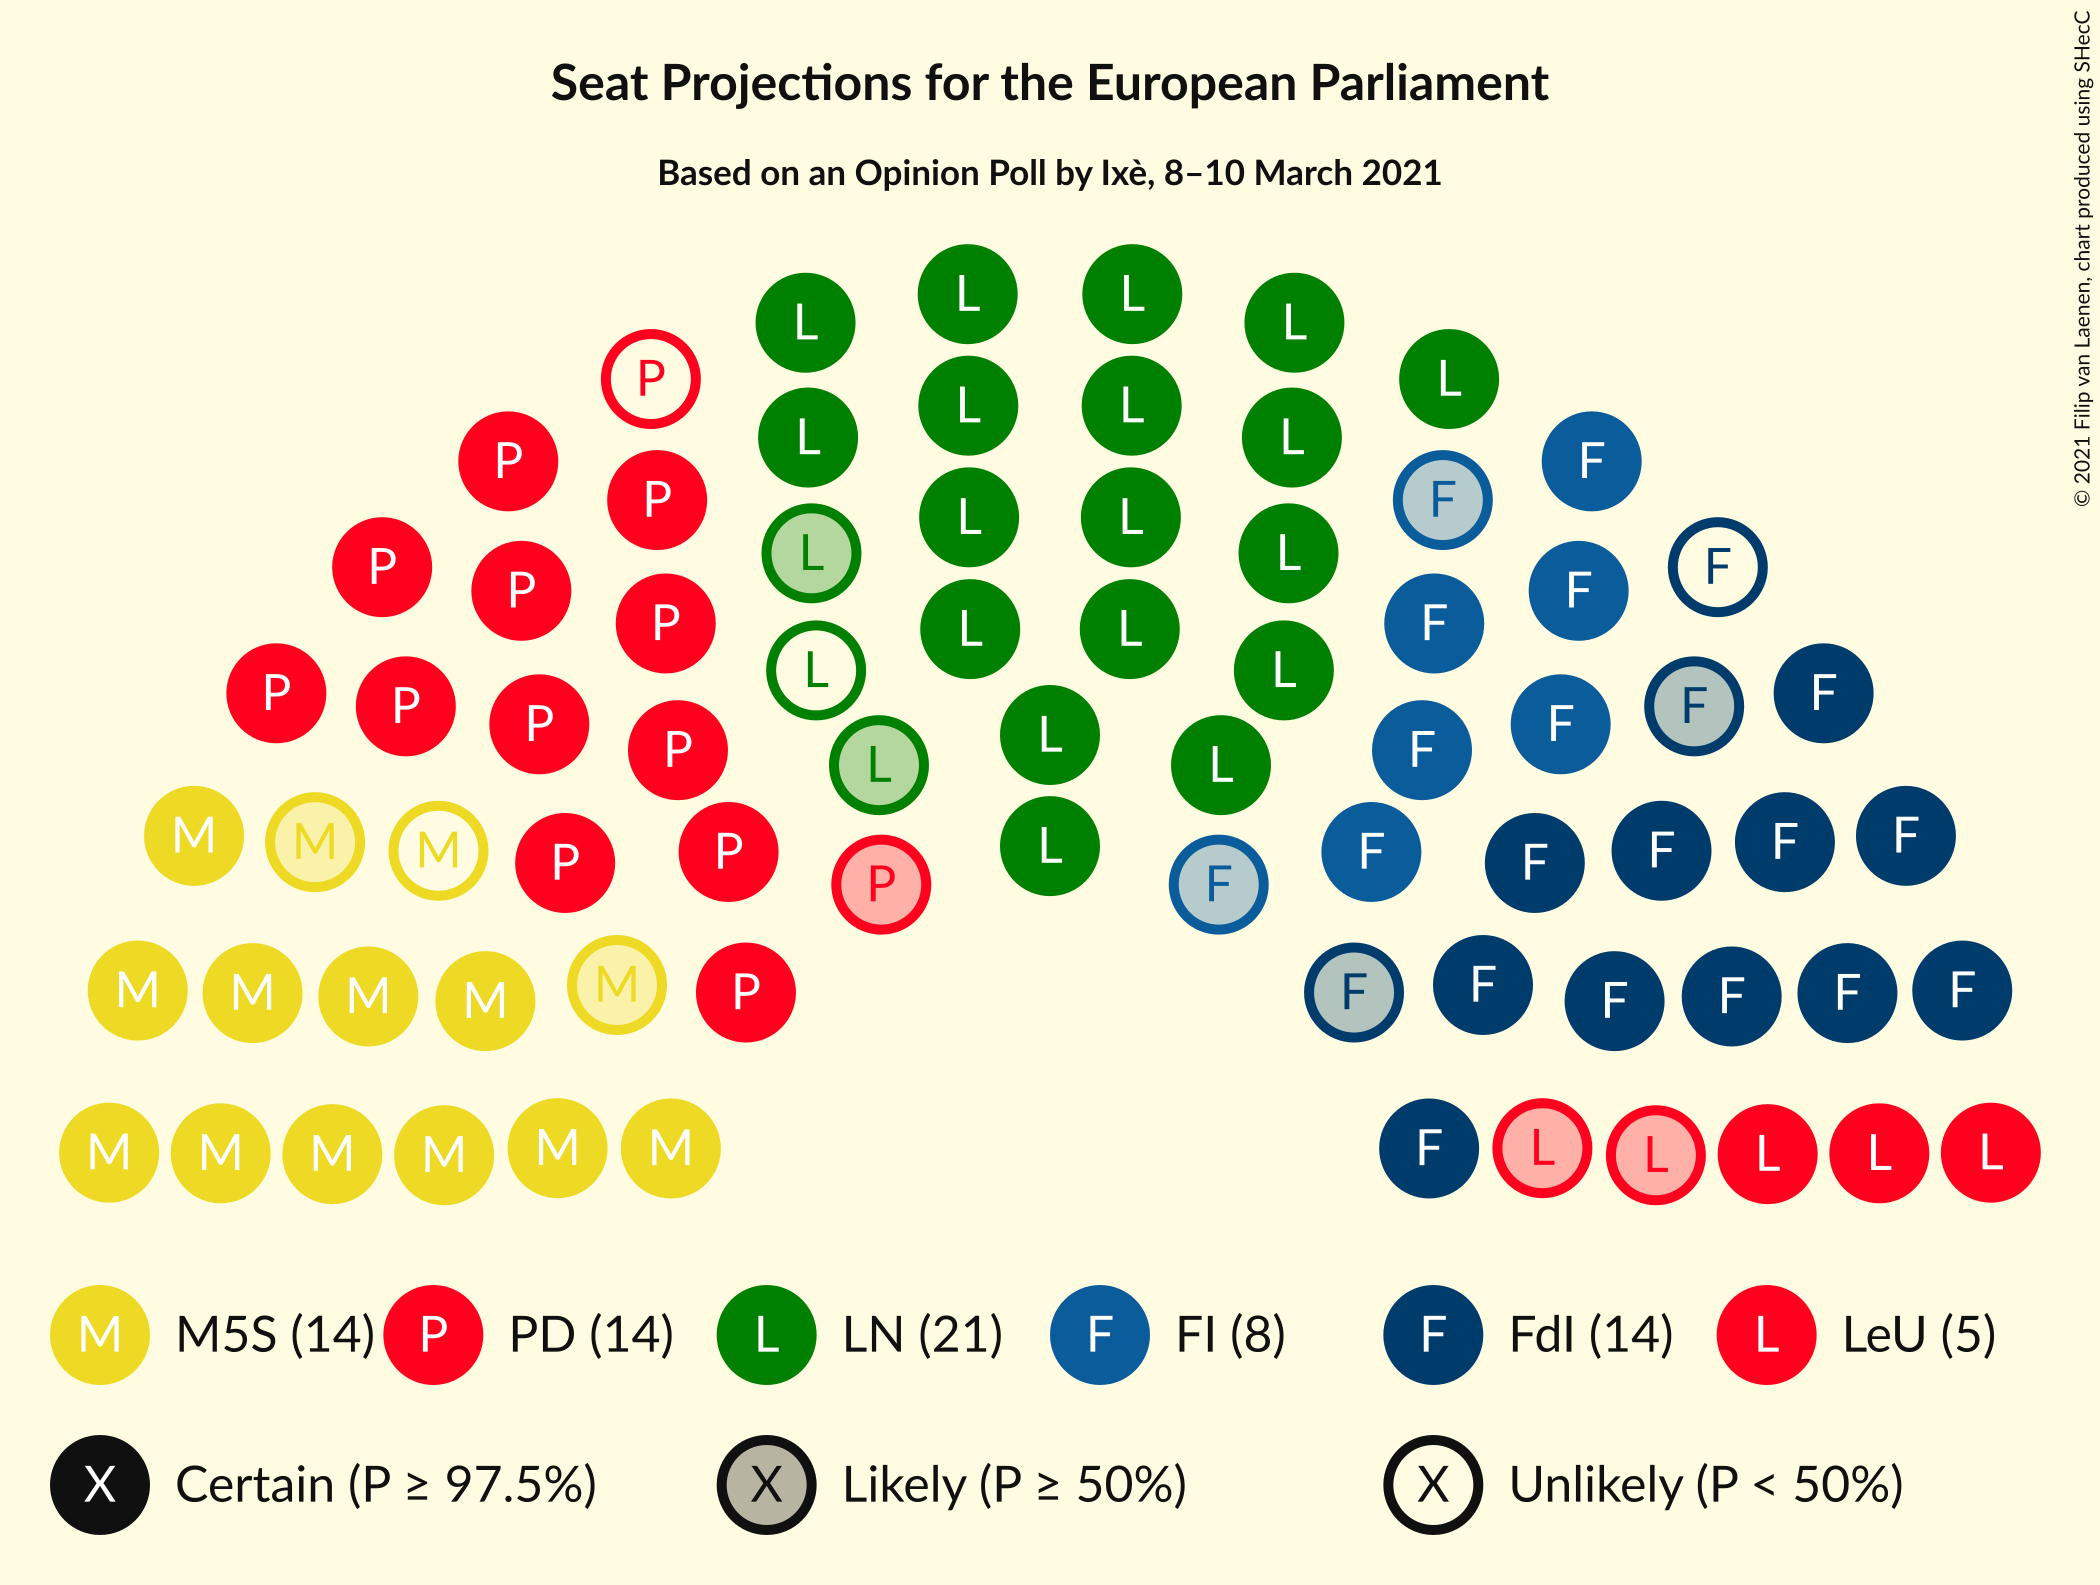 Seat Projections for the European Parliament
Based on an Opinion Poll by Ixè, 8–10 March 2021
© 2021 Filip van Laenen, chart produced using SHecC
L L
L L
P L
L L
P F
L L
P F
L F
P P F F
L L
L L F
P P
P P L
L L
L F
F F
P P
P P
L L
L F
F F
F
M M M P P L L F F F F F
P L F
M M M M M P F F F F F F
M M M M M M F L L L L L
M M5S (14) P PD (14) L LN (21) F FI (8) F FdI (14) L LeU (5)
X Certain (P ≥ 97.5%) X Likely (P ≥ 50%) X Unlikely (P < 50%)